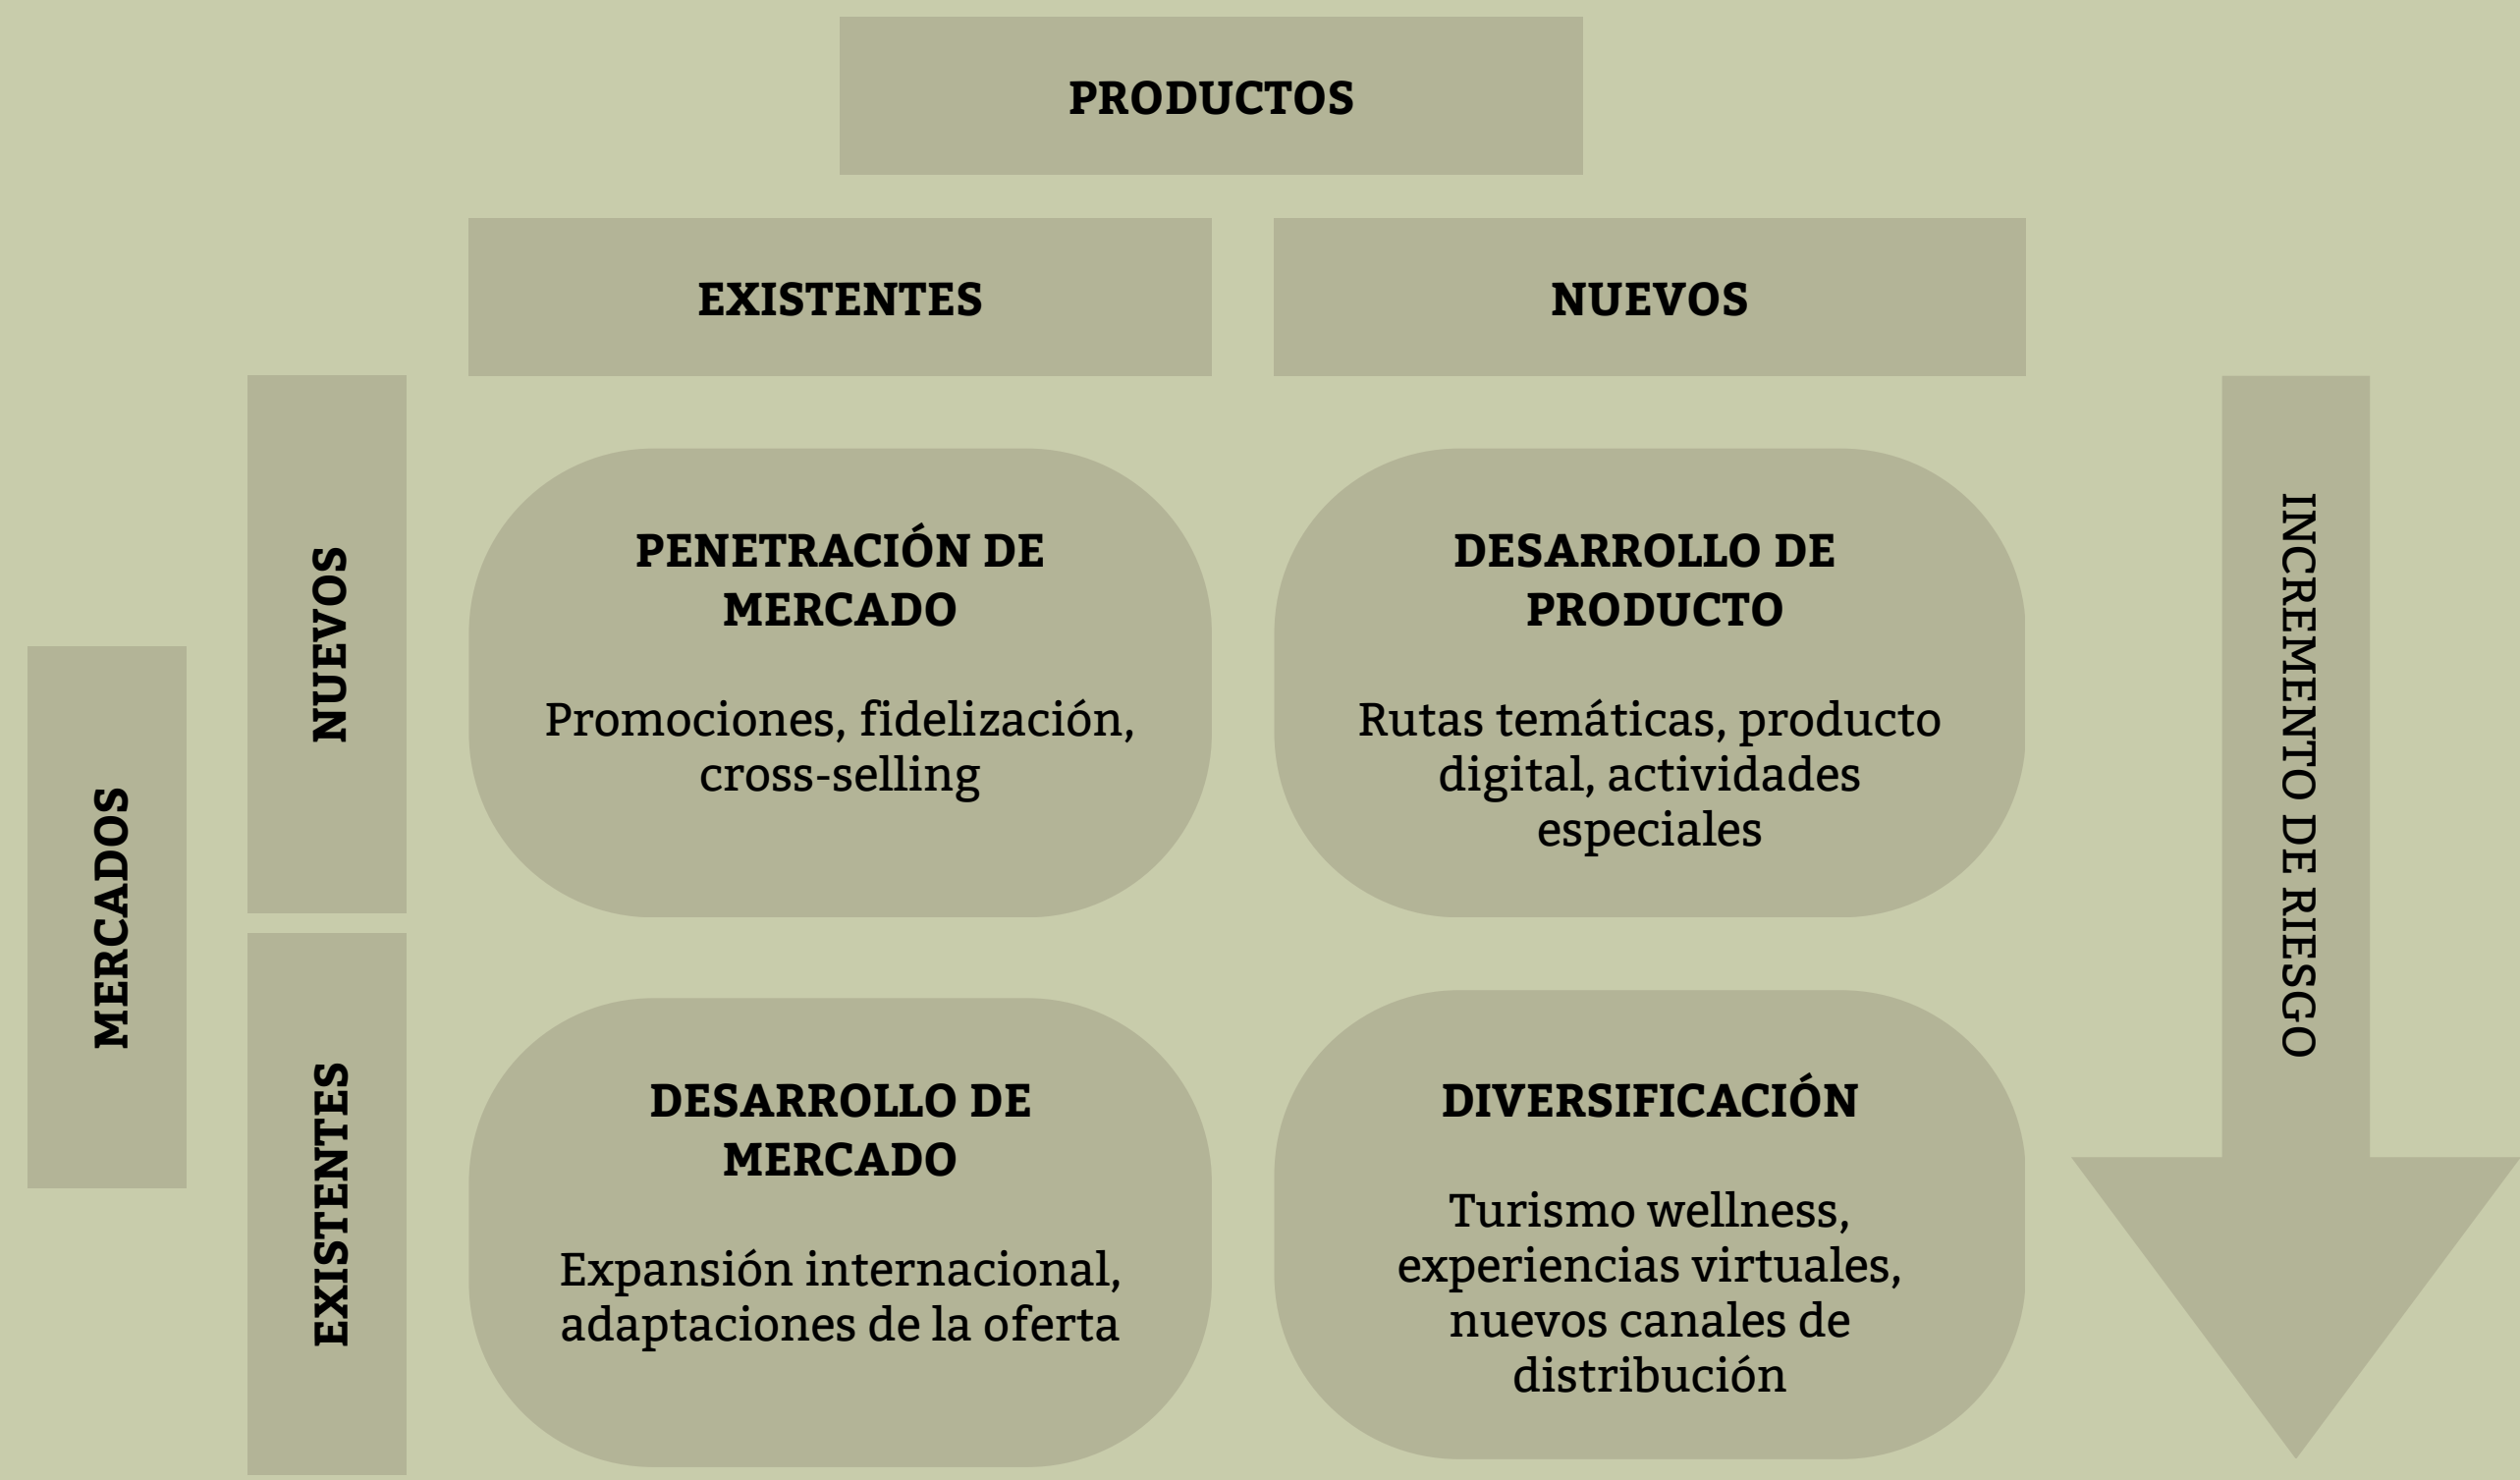 PRODUCTOS
EXISTENTES
NUEVOS
MERCADOS
NUEVOS
PENETRACIÓN DE
MERCADO
Promociones, fidelización,
cross-selling
DESARROLLO DE
PRODUCTO
Rutas temáticas, producto
digital, actividades
especiales
EXISTENTES
DESARROLLO DE
MERCADO
Expansión internacional,
adaptaciones de la oferta
DIVERSIFICACIÓN
Turismo wellness,
experiencias virtuales,
nuevos canales de
distribución
INCREMENTO DE RIESGO